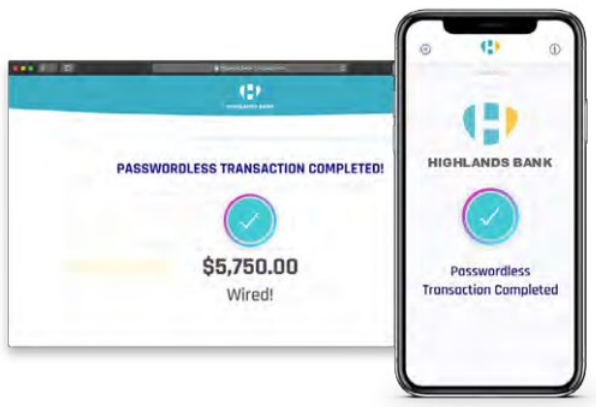 HIGHLANDS BANK
PASSWORDLESS TRANSACTION COMPLETED!
$5,750.00
Wired!
HIGHLANDS BANK
Passwordless
Transaction Completed